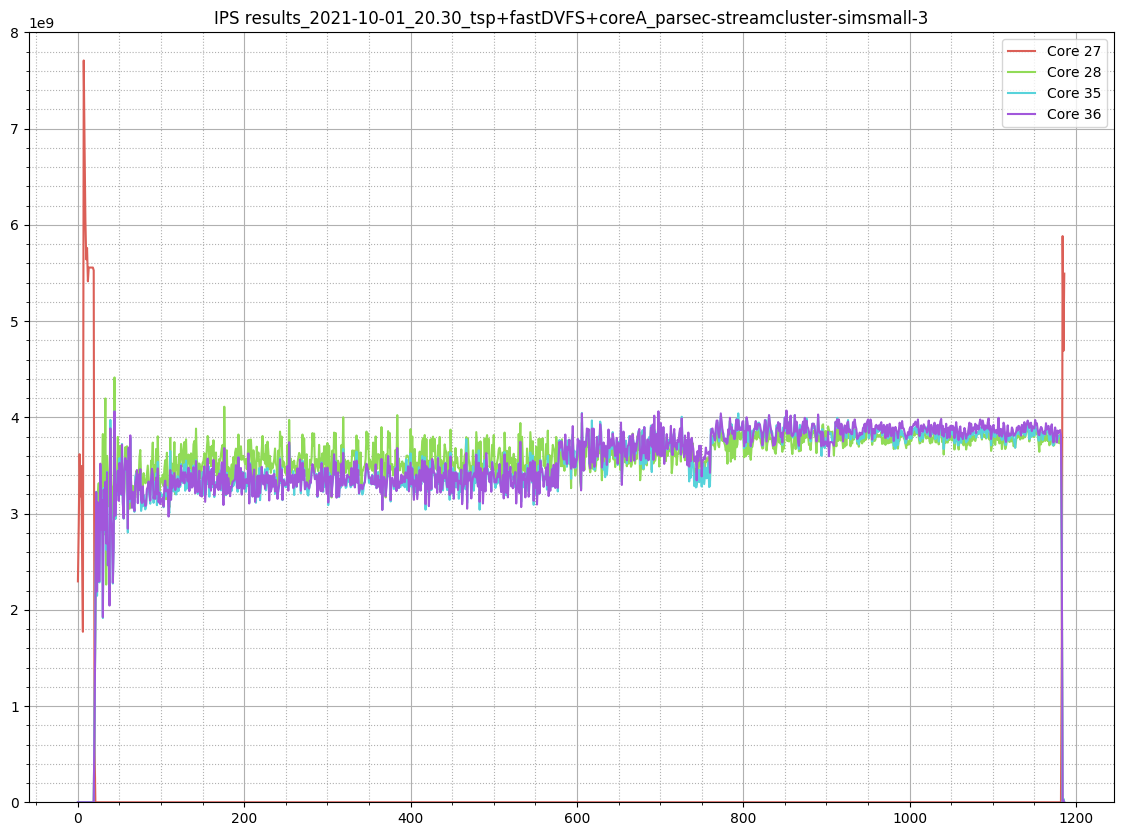 IPS results_2021-10-01_20.30_tsp+fastDVFS+coreA_parsec-streamcluster-simsmall-3
1e9
8
7
6
5
4
3
2
1
0
0 200 400 600 800 1000 1200
Core 27
Core 28
Core 35
Core 36